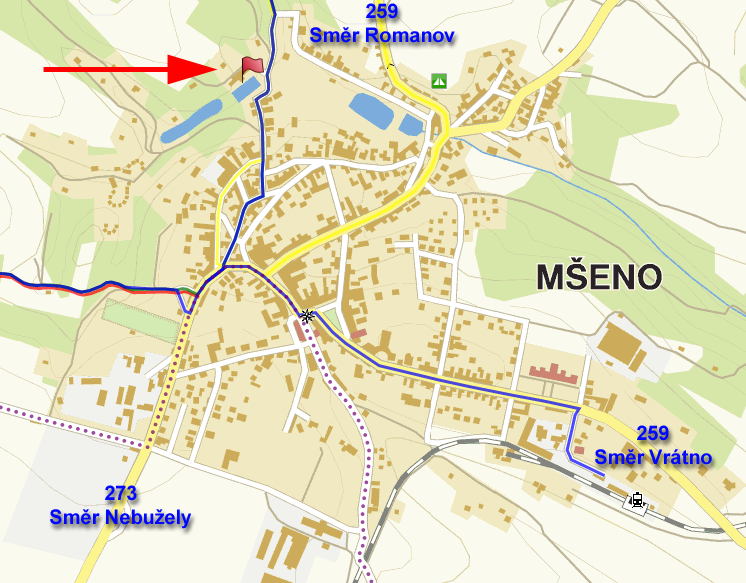 259
Směr Romanov
MŠENO
259
Směr Vrátno
273
Směr Nebužely